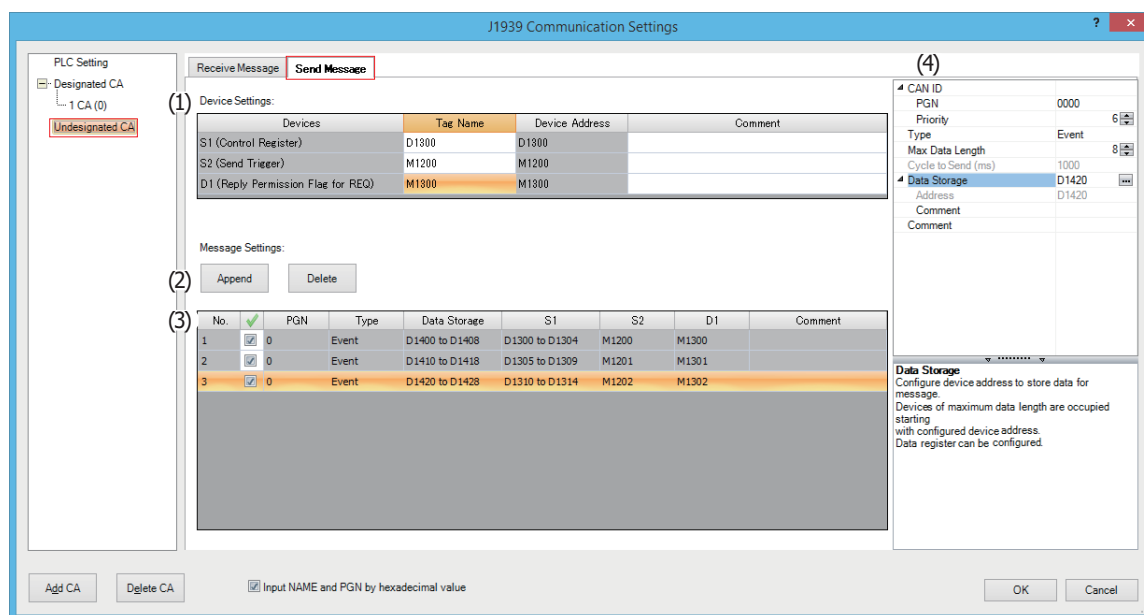 J1939 Communication Settings
? ×
PLC Setting
Designated CA
1 CA (0)
Undesignated CA
Receive Message Send Message
(1) Device Settings:
Devices Tag Name Device Address Comment
S1 (Control Register) D1300 D1300
S2 (Send Trigger) M1200 M1200
D1 (Reply Permission Flag for REQ) M1300 M1300
Message Settings:
(2) Append Delete
(3) No. PGN Type Data Storage S1 S2 D1 Comment
1 0 Event D1400 to D1408 D1300 to D1304 M1200 M1300
2 0 Event D1410 to D1418 D1305 to D1309 M1201 M1301
3 0 Event D1420 to D1428 D1310 to D1314 M1202 M1302
(4)
CAN ID
PGN 0000
Priority 6
Type Event
Max Data Length 8
Cycle to Send (ms) 1000
Data Storage D1420 ...
Address D1420
Comment
Comment
Data Storage
Configure device address to store data for
message.
Devices of maximum data length are occupied
starting
with configured device address.
Data register can be configured.
Add CA Delete CA Input NAME and PGN by hexadecimal value OK Cancel